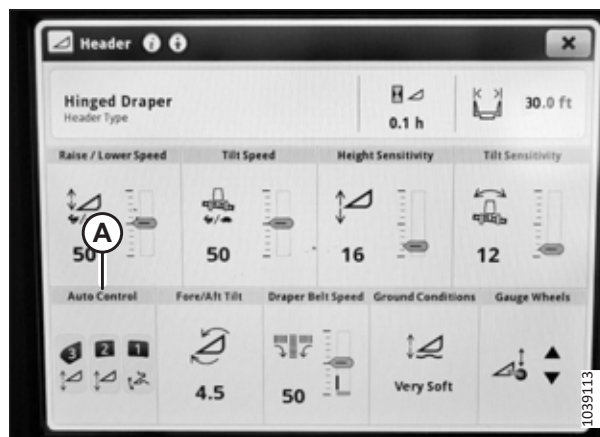 Header
Hinged Draper
Header Type
0.1 h
30.0 ft
Raise / Lower Speed
Tilt Speed
Height Sensitivity
Tilt Sensitivity
50
50
16
12
A
Auto Control
Fore/Aft Tilt
Draper Belt Speed
Ground Conditions
Gauge Wheels
3 2 1
4.5
50
Very Soft
1039113